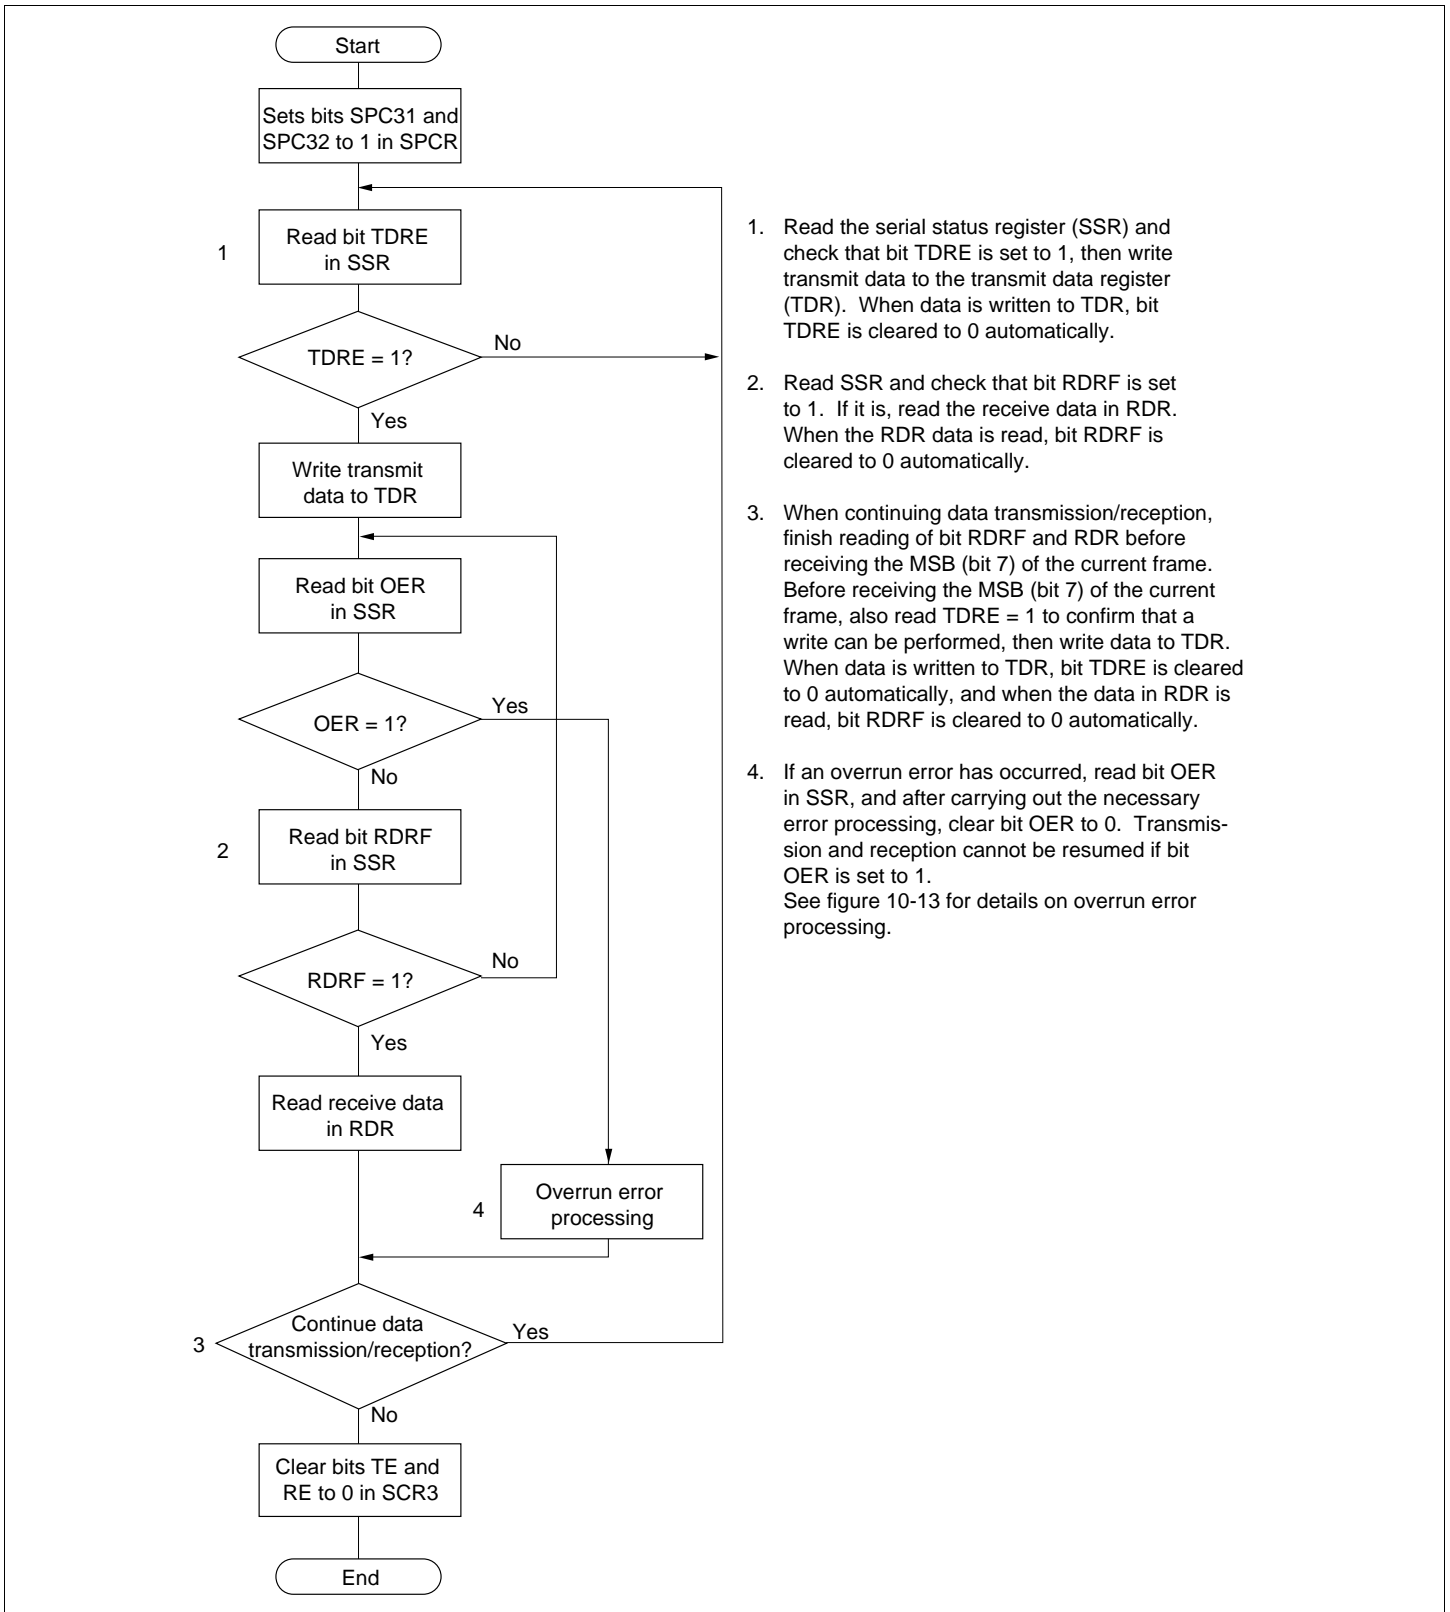 Start
Sets bits SPC31 and
SPC32 to 1 in SPCR
1
Read bit TDRE
in SSR
TDRE = 1?
No
Yes
Write transmit
data to TDR
Read bit OER
in SSR
OER = 1?
Yes
No
2
Read bit RDRF
in SSR
RDRF = 1?
No
Yes
Read receive data
in RDR
4
Overrun error
processing
3
Continue data
transmission/reception?
Yes
No
Clear bits TE and
RE to 0 in SCR3
End
1. Read the serial status register (SSR) and
check that bit TDRE is set to 1, then write
transmit data to the transmit data register
(TDR). When data is written to TDR, bit
TDRE is cleared to 0 automatically.
2. Read SSR and check that bit RDRF is set
to 1. If it is, read the receive data in RDR.
When the RDR data is read, bit RDRF is
cleared to 0 automatically.
3. When continuing data transmission/reception,
finish reading of bit RDRF and RDR before
receiving the MSB (bit 7) of the current frame.
Before receiving the MSB (bit 7) of the current
frame, also read TDRE = 1 to confirm that a
write can be performed, then write data to TDR.
When data is written to TDR, bit TDRE is cleared
to 0 automatically, and when the data in RDR is
read, bit RDRF is cleared to 0 automatically.
4. If an overrun error has occurred, read bit OER
in SSR, and after carrying out the necessary
error processing, clear bit OER to 0. Transmis-
sion and reception cannot be resumed if bit
OER is set to 1.
See figure 10-13 for details on overrun error
processing.